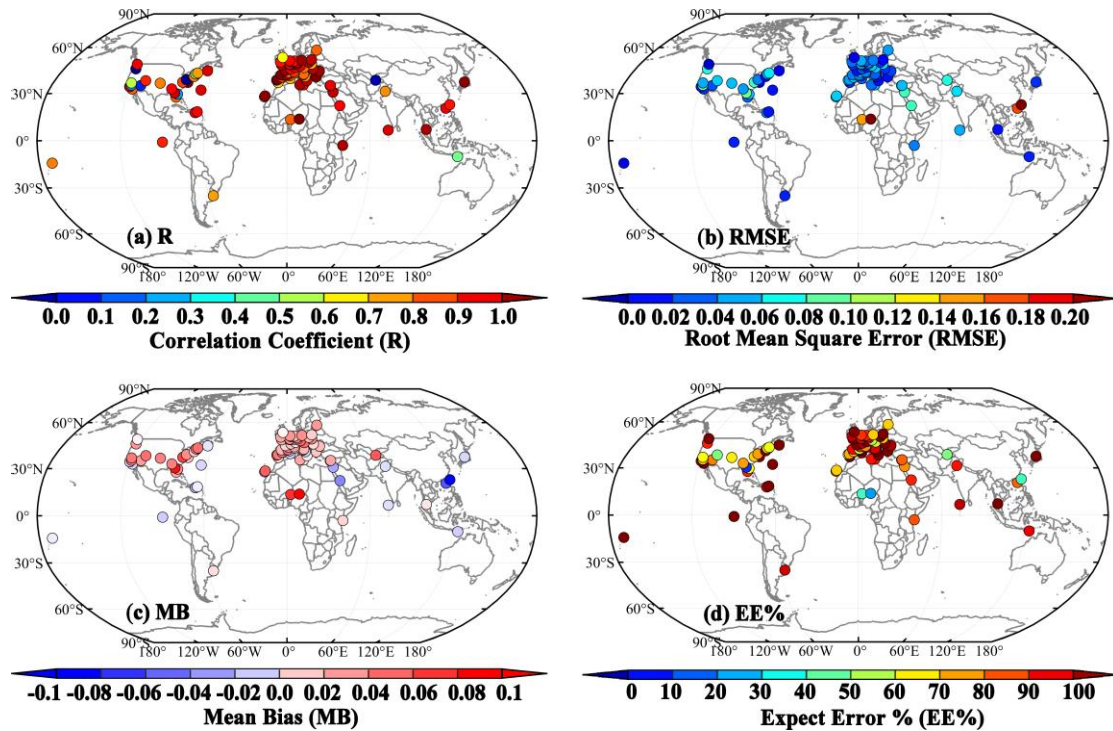 60°N 60°N
30°N 30°N
0° 0°
30°S 30°S
60°S 60°S
(a) R (b) RMSE
90°S 90°S
180°W 120°W 60°W 0° 60°E 120°E 180° 180°W 120°W 60°W 0° 60°E 120°E 180°
0.0 0.1 0.2 0.3 0.4 0.5 0.6 0.7 0.8 0.9 1.0 0.0 0.02 0.04 0.06 0.08 0.10 0.12 0.14 0.16 0.18 0.20
Correlation Coefficient (R) Root Mean Square Error (RMSE)
90°N 90°N
60°N 60°N
30°N 30°N
0° 0°
30°S 30°S
60°S 60°S
(c) MB (d) EE%
90°S 90°S
180°W 120°W 60°W 0° 60°E 120°E 180° 180°W 120°W 60°W 0° 60°E 120°E 180°
-0.1 -0.08 -0.06 -0.04 -0.02 0.0 0.02 0.04 0.06 0.08 0.1 0 10 20 30 40 50 60 70 80 90 100
Mean Bias (MB) Expect Error % (EE%)